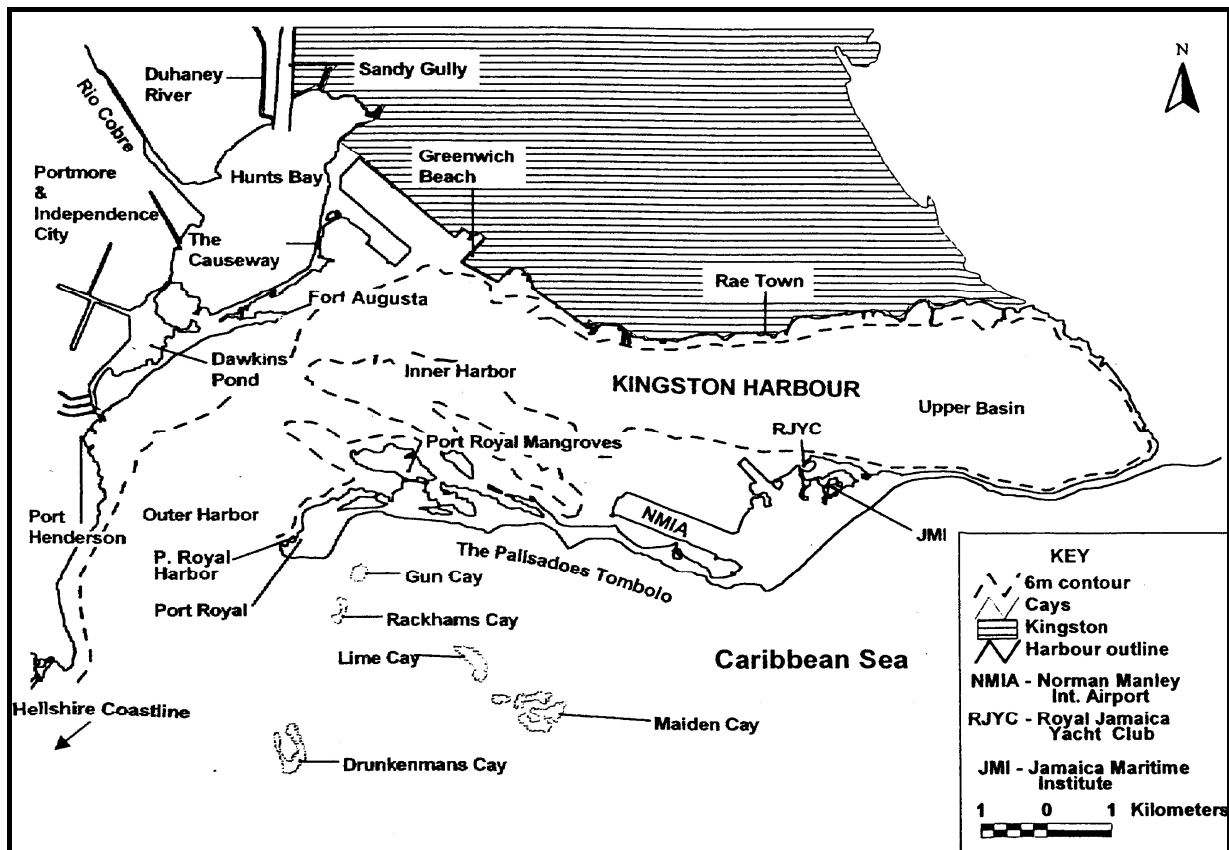 N
Duhaney
River
Sandy Gully
Rio Cobre
Portmore
&
Independence
City
Hunts Bay
Greenwich
Beach
The
Causeway
Fort Augusta
Rae Town
Dawkins
Pond
Inner Harbor
KINGSTON HARBOUR
Upper Basin
RJYC
Port Royal Mangroves
Port
Henderson
Outer Harbor
NMIA
JMI
P. Royal
Harbor
Port Royal
The Palisadoes Tombolo
Gun Cay
Rackhams Cay
Lime Cay
Caribbean Sea
Maiden Cay
Hellshire Coastline
Drunkenmans Cay
KEY
6m contour
Cays
Kingston
Harbour outline
NMIA - Norman Manley
Int. Airport
RJYC - Royal Jamaica
Yacht Club
JMI - Jamaica Maritime
Institute
1 0 1 Kilometers